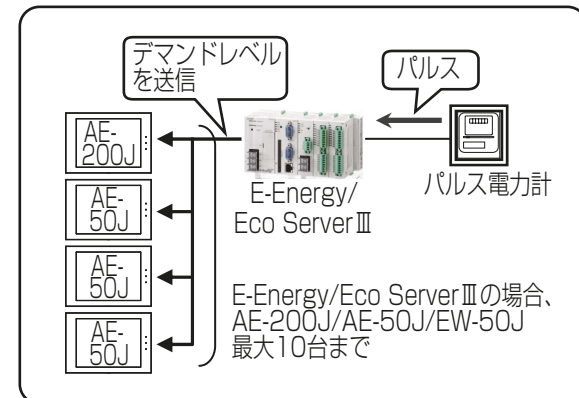 デマンドレベル
を送信
パルス
AE-
200J
AE-
50J
AE-
50J
AE-
50J
E-Energy/
Eco ServerⅢ
パルス電力計
E-Energy/Eco ServerⅢの場合、
AE-200J/AE-50J/EW-50J
最大10台まで